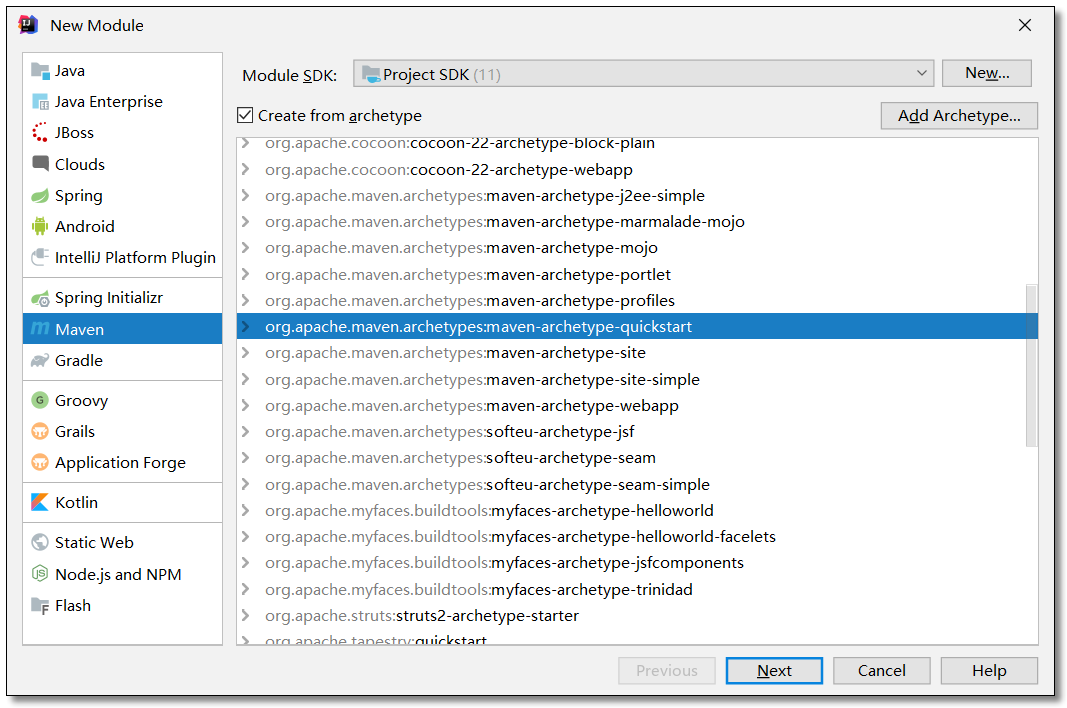 New Module
Java
Java Enterprise
JBoss
Clouds
Spring
Android
IntelliJ Platform Plugin
Spring Initializr
Maven
Gradle
Groovy
Grails
Application Forge
Kotlin
Static Web
Node.js and NPM
Flash
Module SDK: Project SDK (11) New...
Create from archetype Add Archetype...
org.apache.cocoon:cocoon-22-archetype-block-plain
org.apache.cocoon:cocoon-22-archetype-webapp
org.apache.maven.archetypes:maven-archetype-j2ee-simple
org.apache.maven.archetypes:maven-archetype-marmalade-mojo
org.apache.maven.archetypes:maven-archetype-mojo
org.apache.maven.archetypes:maven-archetype-portlet
org.apache.maven.archetypes:maven-archetype-profiles
org.apache.maven.archetypes:maven-archetype-quickstart
org.apache.maven.archetypes:maven-archetype-site
org.apache.maven.archetypes:maven-archetype-site-simple
org.apache.maven.archetypes:maven-archetype-webapp
org.apache.maven.archetypes:softeu-archetype-jsf
org.apache.maven.archetypes:softeu-archetype-seam
org.apache.maven.archetypes:softeu-archetype-seam-simple
org.apache.myfaces.buildtools:myfaces-archetype-helloworld
org.apache.myfaces.buildtools:myfaces-archetype-helloworld-facelets
org.apache.myfaces.buildtools:myfaces-archetype-jsfcomponents
org.apache.myfaces.buildtools:myfaces-archetype-trinidad
org.apache.struts:struts2-archetype-starter
org.apache.tapestry:quickstart
Previous Next Cancel Help